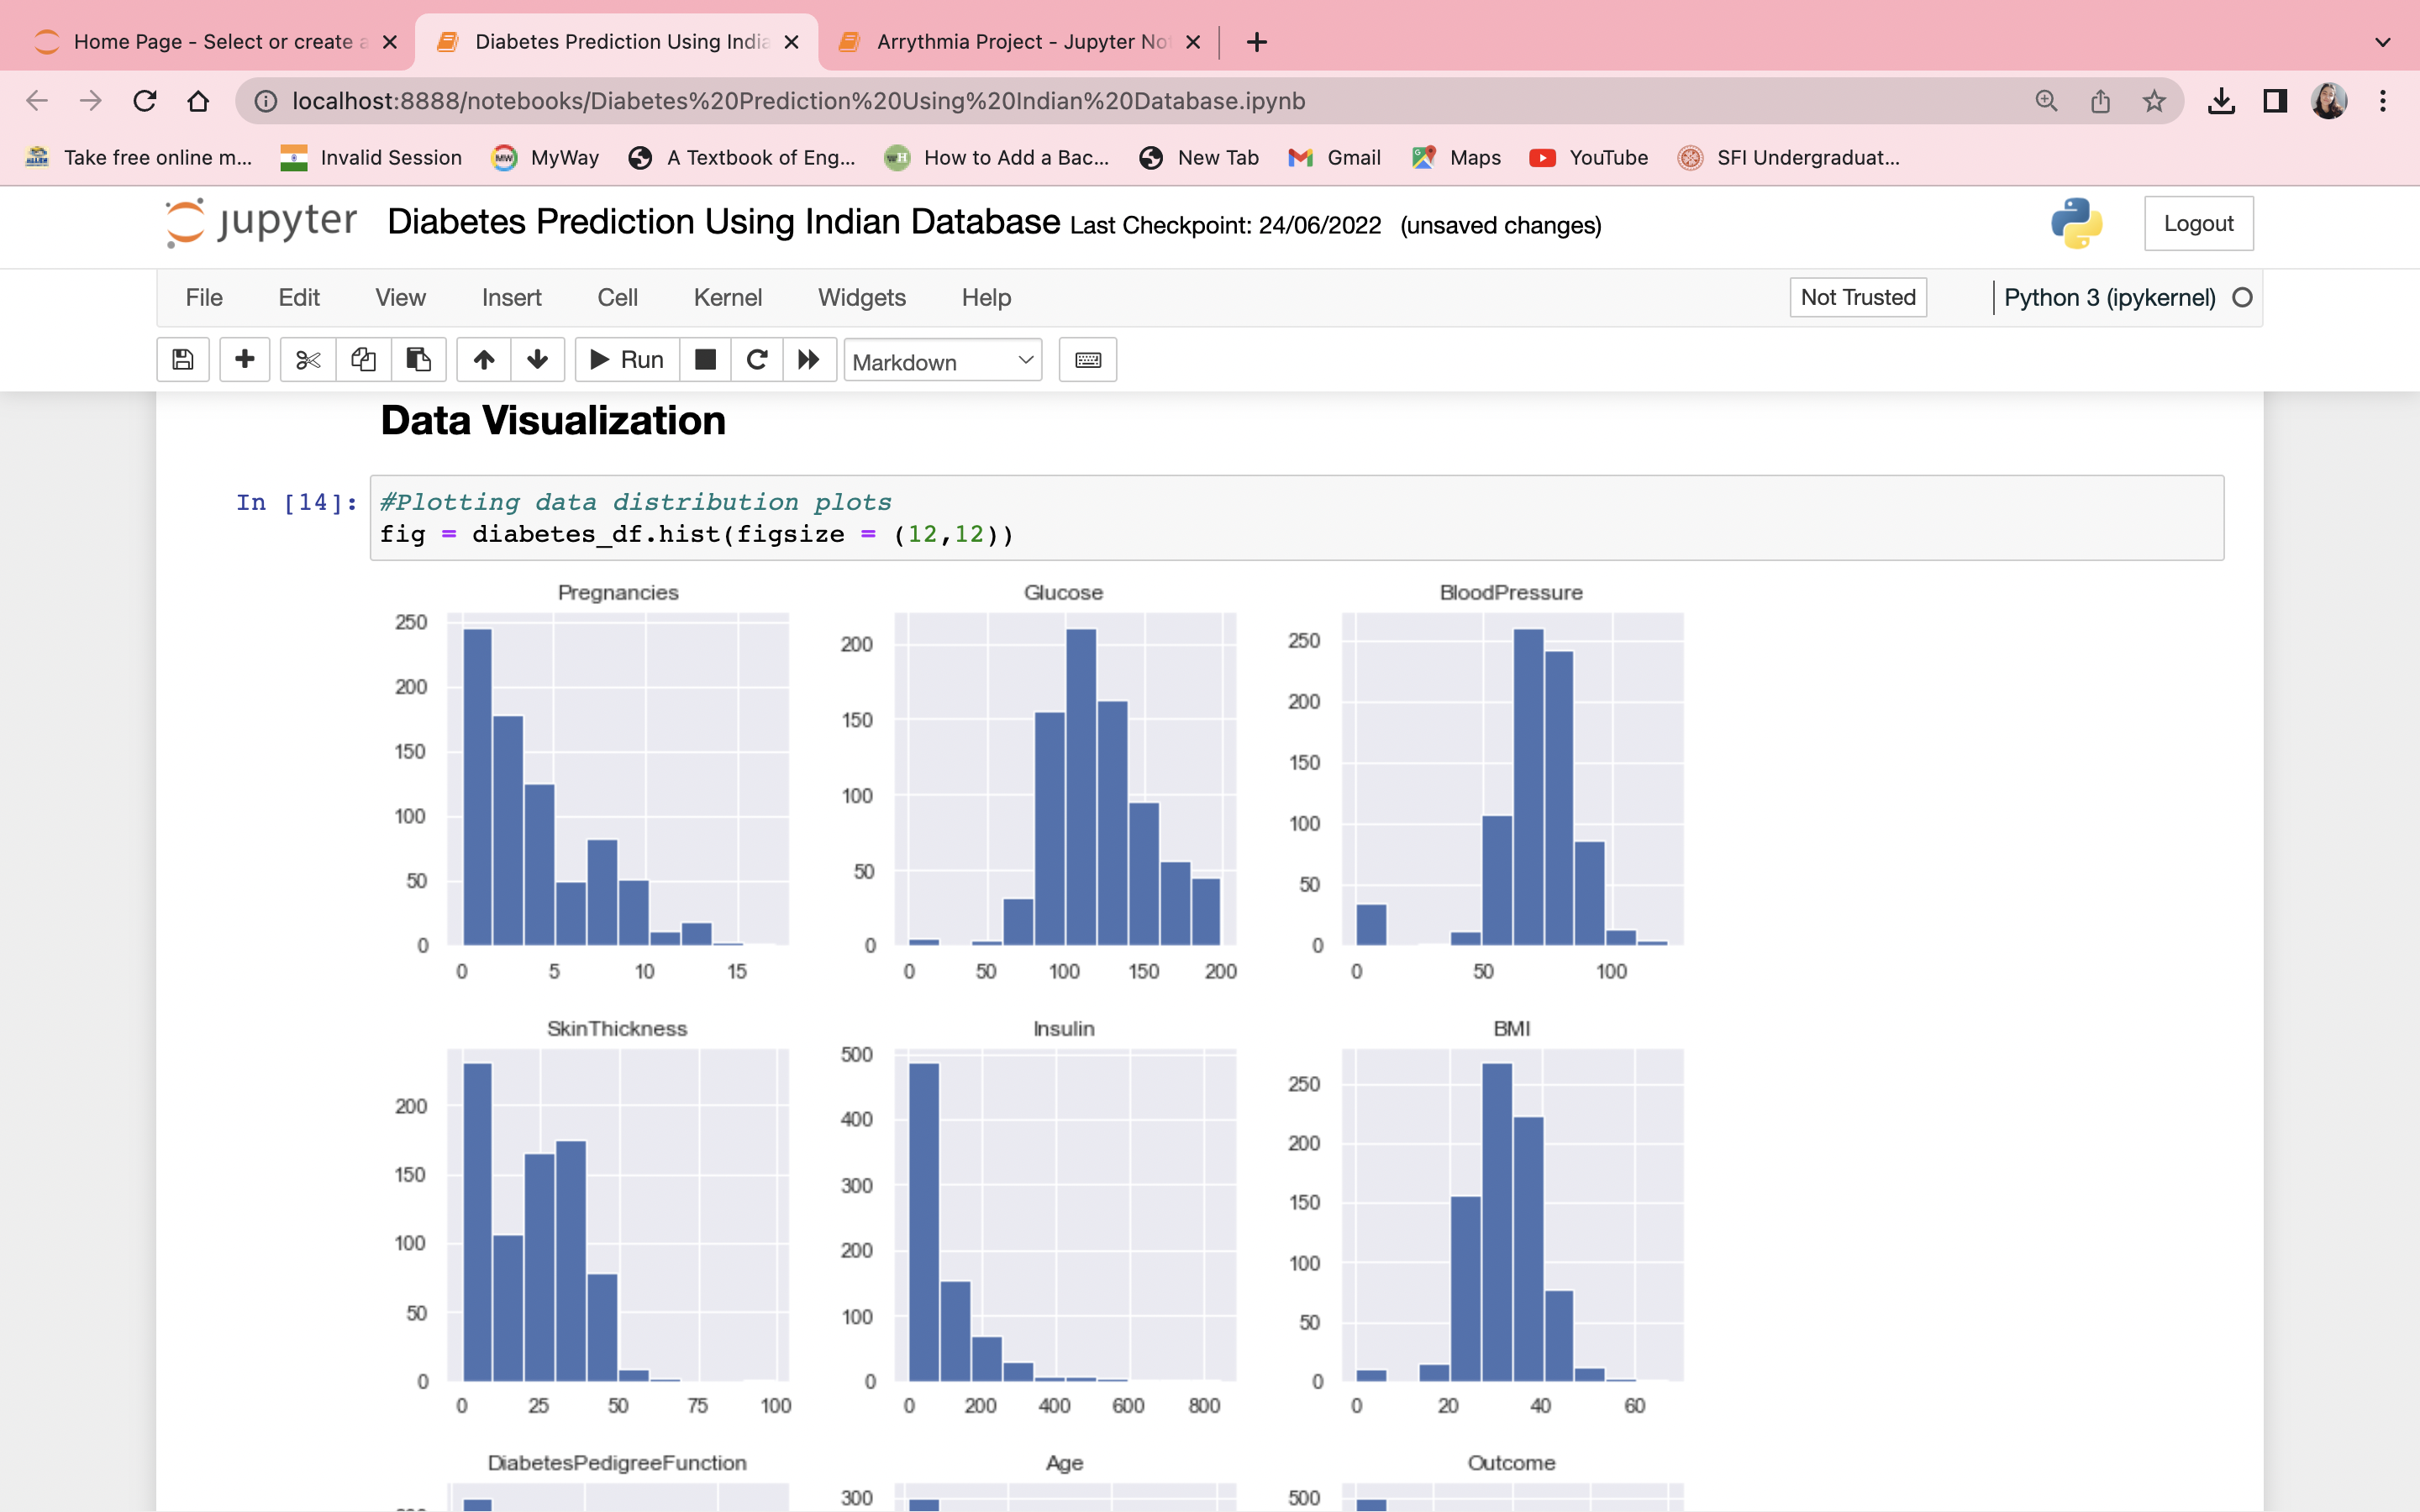 Home Page - Select or create a
Diabetes Prediction Using India
Arrythmia Project - Jupyter No
localhost:8888/notebooks/Diabetes%20Prediction%20Using%20Indian%20Database.ipynb
Take free online m... Invalid Session MyWay A Textbook of Eng... How to Add a Bac... New Tab Gmail Maps YouTube SFI Undergraduat...
jupyter Diabetes Prediction Using Indian Database Last Checkpoint: 24/06/2022 (unsaved changes) Logout
File Edit View Insert Cell Kernel Widgets Help Not Trusted Python 3 (ipykernel)
Run Markdown
Data Visualization
In [14]: #Plotting data distribution plots
fig = diabetes_df.hist(figsize = (12,12))
Pregnancies
250
200
150
100
50
0
0 5 10 15
Glucose
200
150
100
50
0
0 50 100 150 200
BloodPressure
250
200
150
100
50
0
0 50 100
SkinThickness
200
150
100
50
0
0 25 50 75 100
Insulin
500
400
300
200
100
0
0 200 400 600 800
BMI
250
200
150
100
50
0
0 20 40 60
DiabetesPedigreeFunction
Age
300
Outcome
500